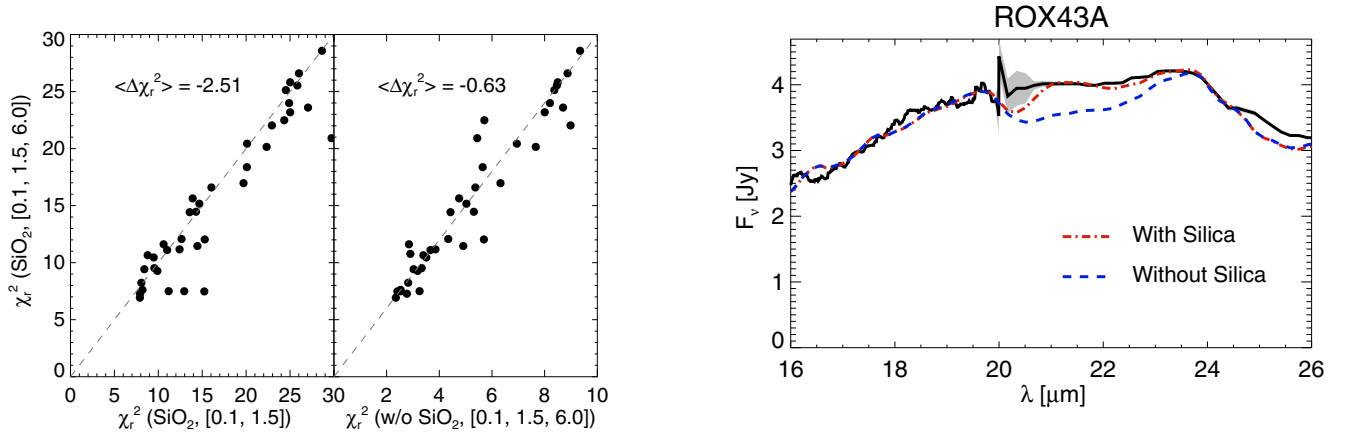 ROX43A
30
25
20
15
10
5
0
χr² (SiO2, [0.1, 1.5, 6.0])
<Δχr²> = -2.51
<Δχr²> = -0.63
0 5 10 15 20 25 30
0 2 4 6 8 10
χr² (SiO2, [0.1, 1.5])
χr² (w/o SiO2, [0.1, 1.5, 6.0])
4
3
2
1
0
Fν [Jy]
With Silica
Without Silica
16 18 20 22 24 26
λ [μm]